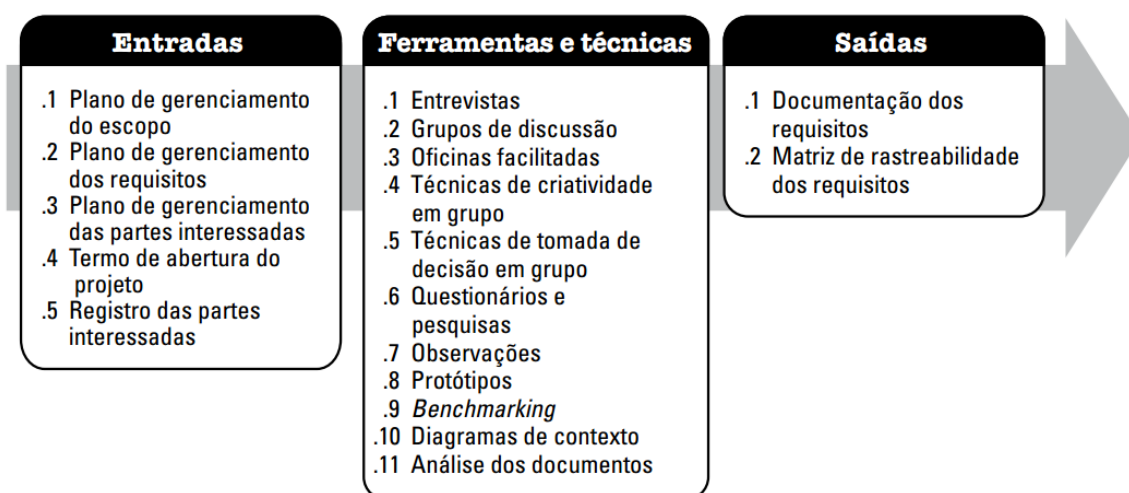 Entradas
.1 Plano de gerenciamento
do escopo
.2 Plano de gerenciamento
dos requisitos
.3 Plano de gerenciamento
das partes interessadas
.4 Termo de abertura do
projeto
.5 Registro das partes
interessadas
Ferramentas e técnicas
.1 Entrevistas
.2 Grupos de discussão
.3 Oficinas facilitadas
.4 Técnicas de criatividade
em grupo
.5 Técnicas de tomada de
decisão em grupo
.6 Questionários e
pesquisas
.7 Observações
.8 Protótipos
.9 Benchmarking
.10 Diagramas de contexto
.11 Análise dos documentos
Saídas
.1 Documentação dos
requisitos
.2 Matriz de rastreabilidade
dos requisitos